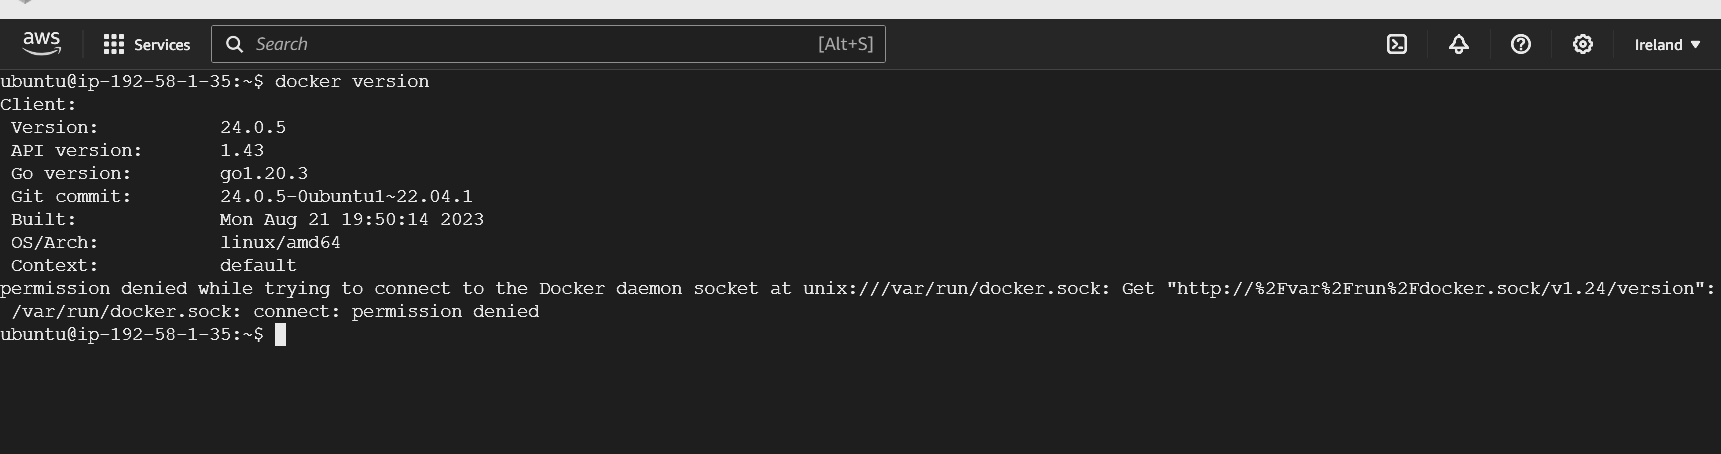 aws
Services
Search
[Alt+S]
Ireland
ubuntu@ip-192-58-1-35:~$ docker version
Client:
Version: 24.0.5
API version: 1.43
Go version: go1.20.3
Git commit: 24.0.5-0ubuntu1~22.04.1
Built: Mon Aug 21 19:50:14 2023
OS/Arch: linux/amd64
Context: default
permission denied while trying to connect to the Docker daemon socket at unix:///var/run/docker.sock: Get "http://%2Fvar%2Frun%2Fdocker.sock/v1.24/version":
/var/run/docker.sock: connect: permission denied
ubuntu@ip-192-58-1-35:~$